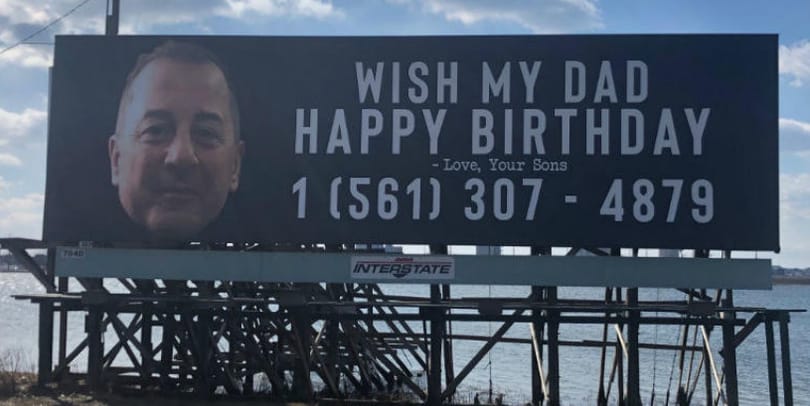 WISH MY DAD
HAPPY BIRTHDAY
- Love, Your Sons
1 (561) 307 - 4879
INTERSTATE